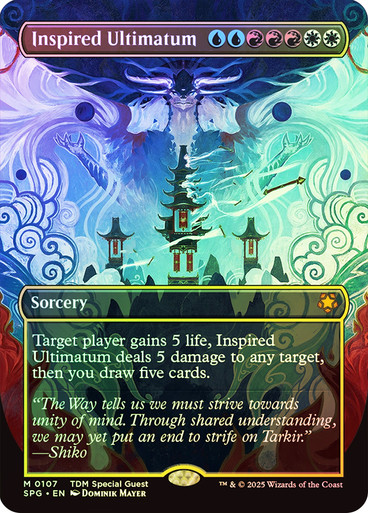 Inspired Ultimatum
Sorcery
Target player gains 5 life, Inspired
Ultimatum deals 5 damage to any target,
then you draw five cards.
“The Way tells us we must strive towards
unity of mind. Through shared understanding,
we may yet put an end to strife on Tarkir.”
—Shiko
M 0107 TDM Special Guest
SPG • EN Dominik Mayer ™ & © 2025 Wizards of the Coast